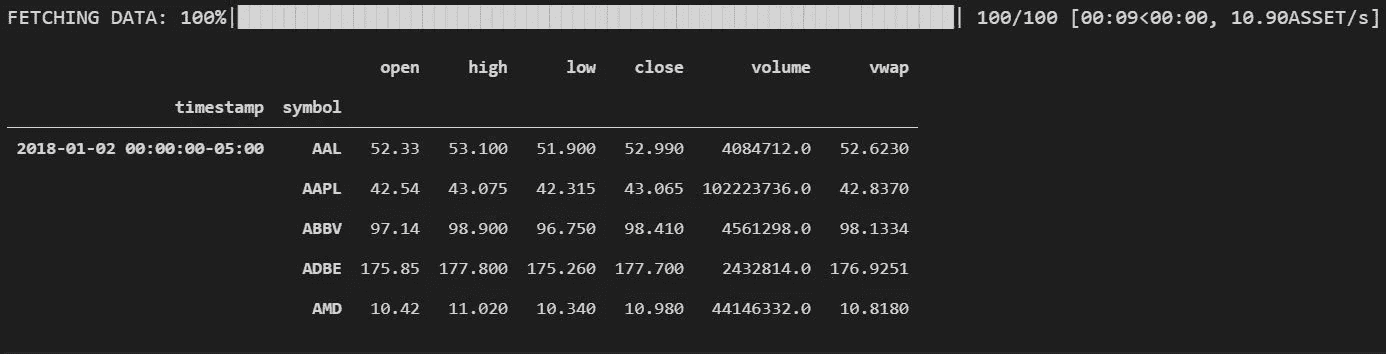 FETCHING DATA: 100%|██████████| 100/100 [00:09<00:00, 10.90ASSET/s]
open high low close volume vwap
timestamp symbol
2018-01-02 00:00:00-05:00 AAL 52.33 53.100 51.900 52.990 4084712.0 52.6230
AAPL 42.54 43.075 42.315 43.065 102223736.0 42.8370
ABBV 97.14 98.900 96.750 98.410 4561298.0 98.1334
ADBE 175.85 177.800 175.260 177.700 2432814.0 176.9251
AMD 10.42 11.020 10.340 10.980 44146332.0 10.8180